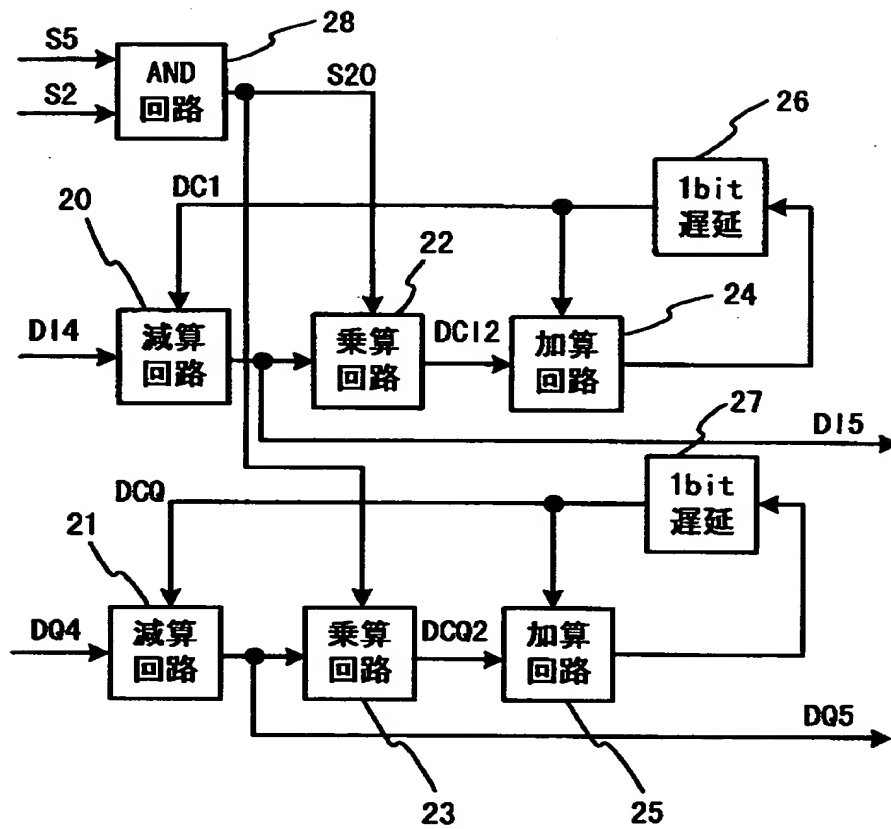 S5
28
AND
回路
S2
S20
26
1bit
遅延
DC1
20
22
24
DI4
減算
回路
乗算
回路
DCI2
加算
回路
27
DI5
1bit
遅延
DCQ
21
DQ4
減算
回路
乗算
回路
DCQ2
加算
回路
DQ5
23
25